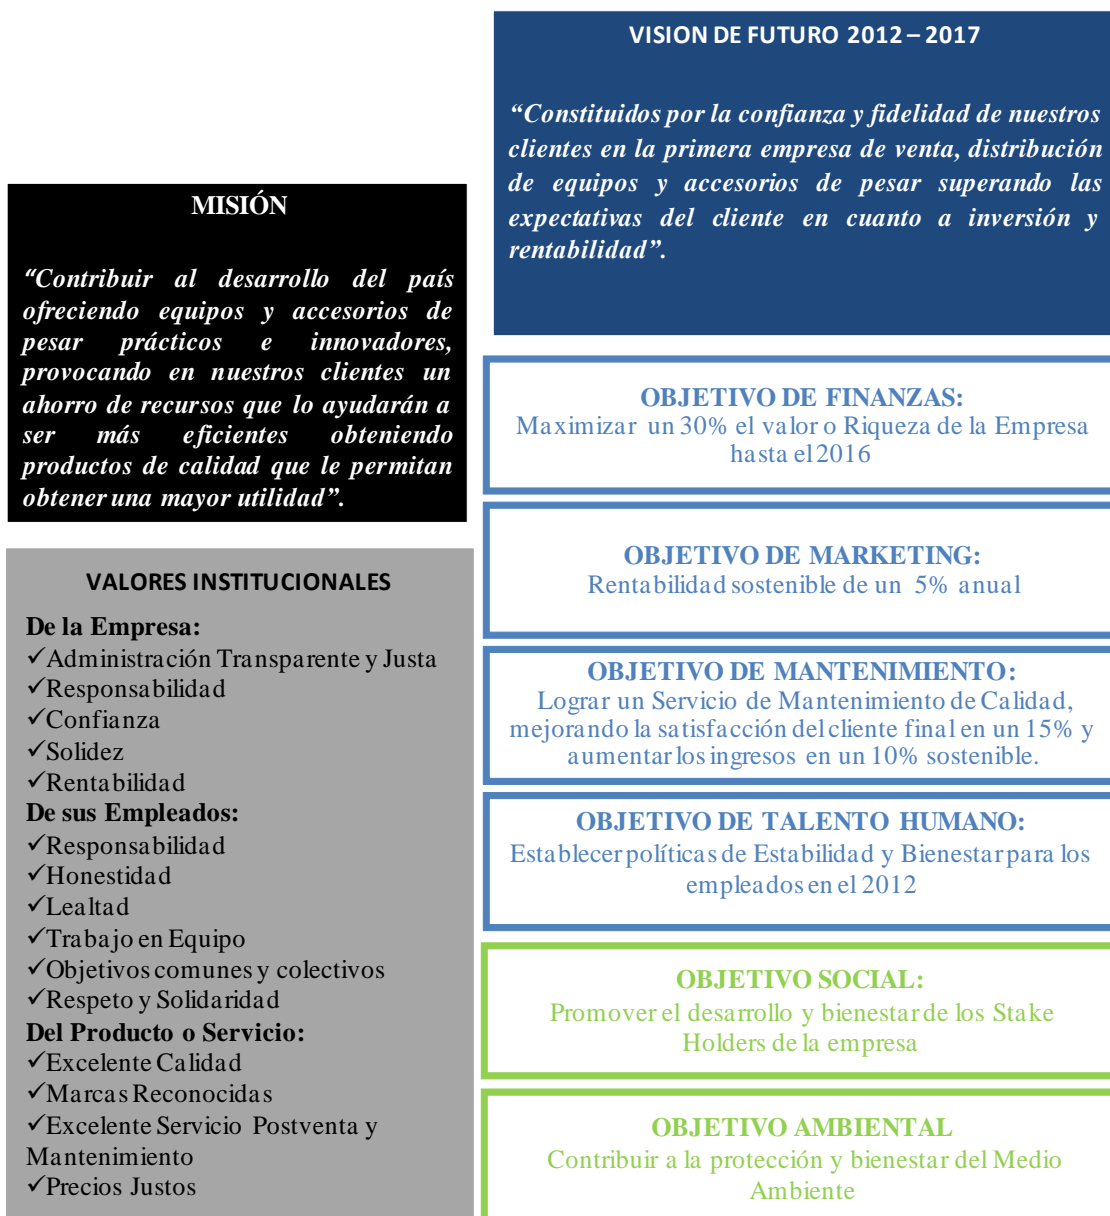 VISION DE FUTURO 2012 – 2017
“Constituidos por la confianza y fidelidad de nuestros
clientes en la primera empresa de venta, distribución
de equipos y accesorios de pesar superando las
expectativas del cliente en cuanto a inversión y
rentabilidad”.
MISIÓN
“Contribuir al desarrollo del país
ofreciendo equipos y accesorios de
pesar prácticos e innovadores,
provocando en nuestros clientes un
ahorro de recursos que lo ayudarán a
ser más eficientes obteniendo
productos de calidad que le permitan
obtener una mayor utilidad”.
VALORES INSTITUCIONALES
De la Empresa:
✓Administración Transparente y Justa
✓Responsabilidad
✓Confianza
✓Solidez
✓Rentabilidad
De sus Empleados:
✓Responsabilidad
✓Honestidad
✓Lealtad
✓Trabajo en Equipo
✓Objetivos comunes y colectivos
✓Respeto y Solidaridad
Del Producto o Servicio:
✓Excelente Calidad
✓Marcas Reconocidas
✓Excelente Servicio Postventa y
Mantenimiento
✓Precios Justos
OBJETIVO DE FINANZAS:
Maximizar un 30% el valor o Riqueza de la Empresa
hasta el 2016
OBJETIVO DE MARKETING:
Rentabilidad sostenible de un 5% anual
OBJETIVO DE MANTENIMIENTO:
Lograr un Servicio de Mantenimiento de Calidad,
mejorando la satisfacción del cliente final en un 15% y
aumentar los ingresos en un 10% sostenible.
OBJETIVO DE TALENTO HUMANO:
Establecer políticas de Estabilidad y Bienestar para los
empleados en el 2012
OBJETIVO SOCIAL:
Promover el desarrollo y bienestar de los Stake
Holders de la empresa
OBJETIVO AMBIENTAL
Contribuir a la protección y bienestar del Medio
Ambiente